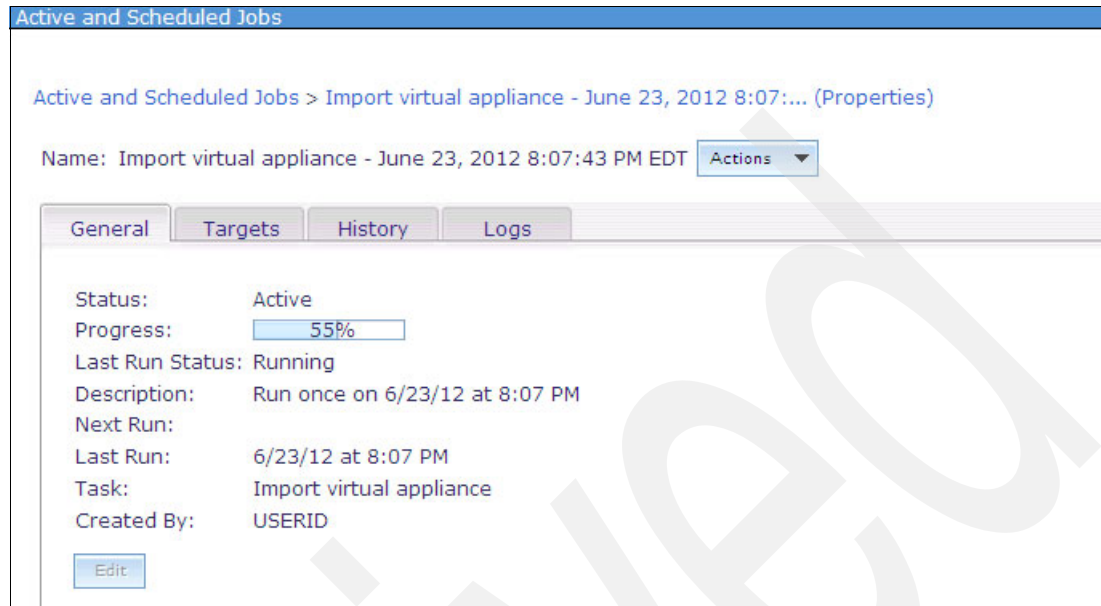 Active and Scheduled Jobs
Active and Scheduled Jobs > Import virtual appliance - June 23, 2012 8:07:... (Properties)
Name: Import virtual appliance - June 23, 2012 8:07:43 PM EDT Actions
General Targets History Logs
Status: Active
Progress: 55%
Last Run Status: Running
Description: Run once on 6/23/12 at 8:07 PM
Next Run:
Last Run: 6/23/12 at 8:07 PM
Task: Import virtual appliance
Created By: USERID
Edit